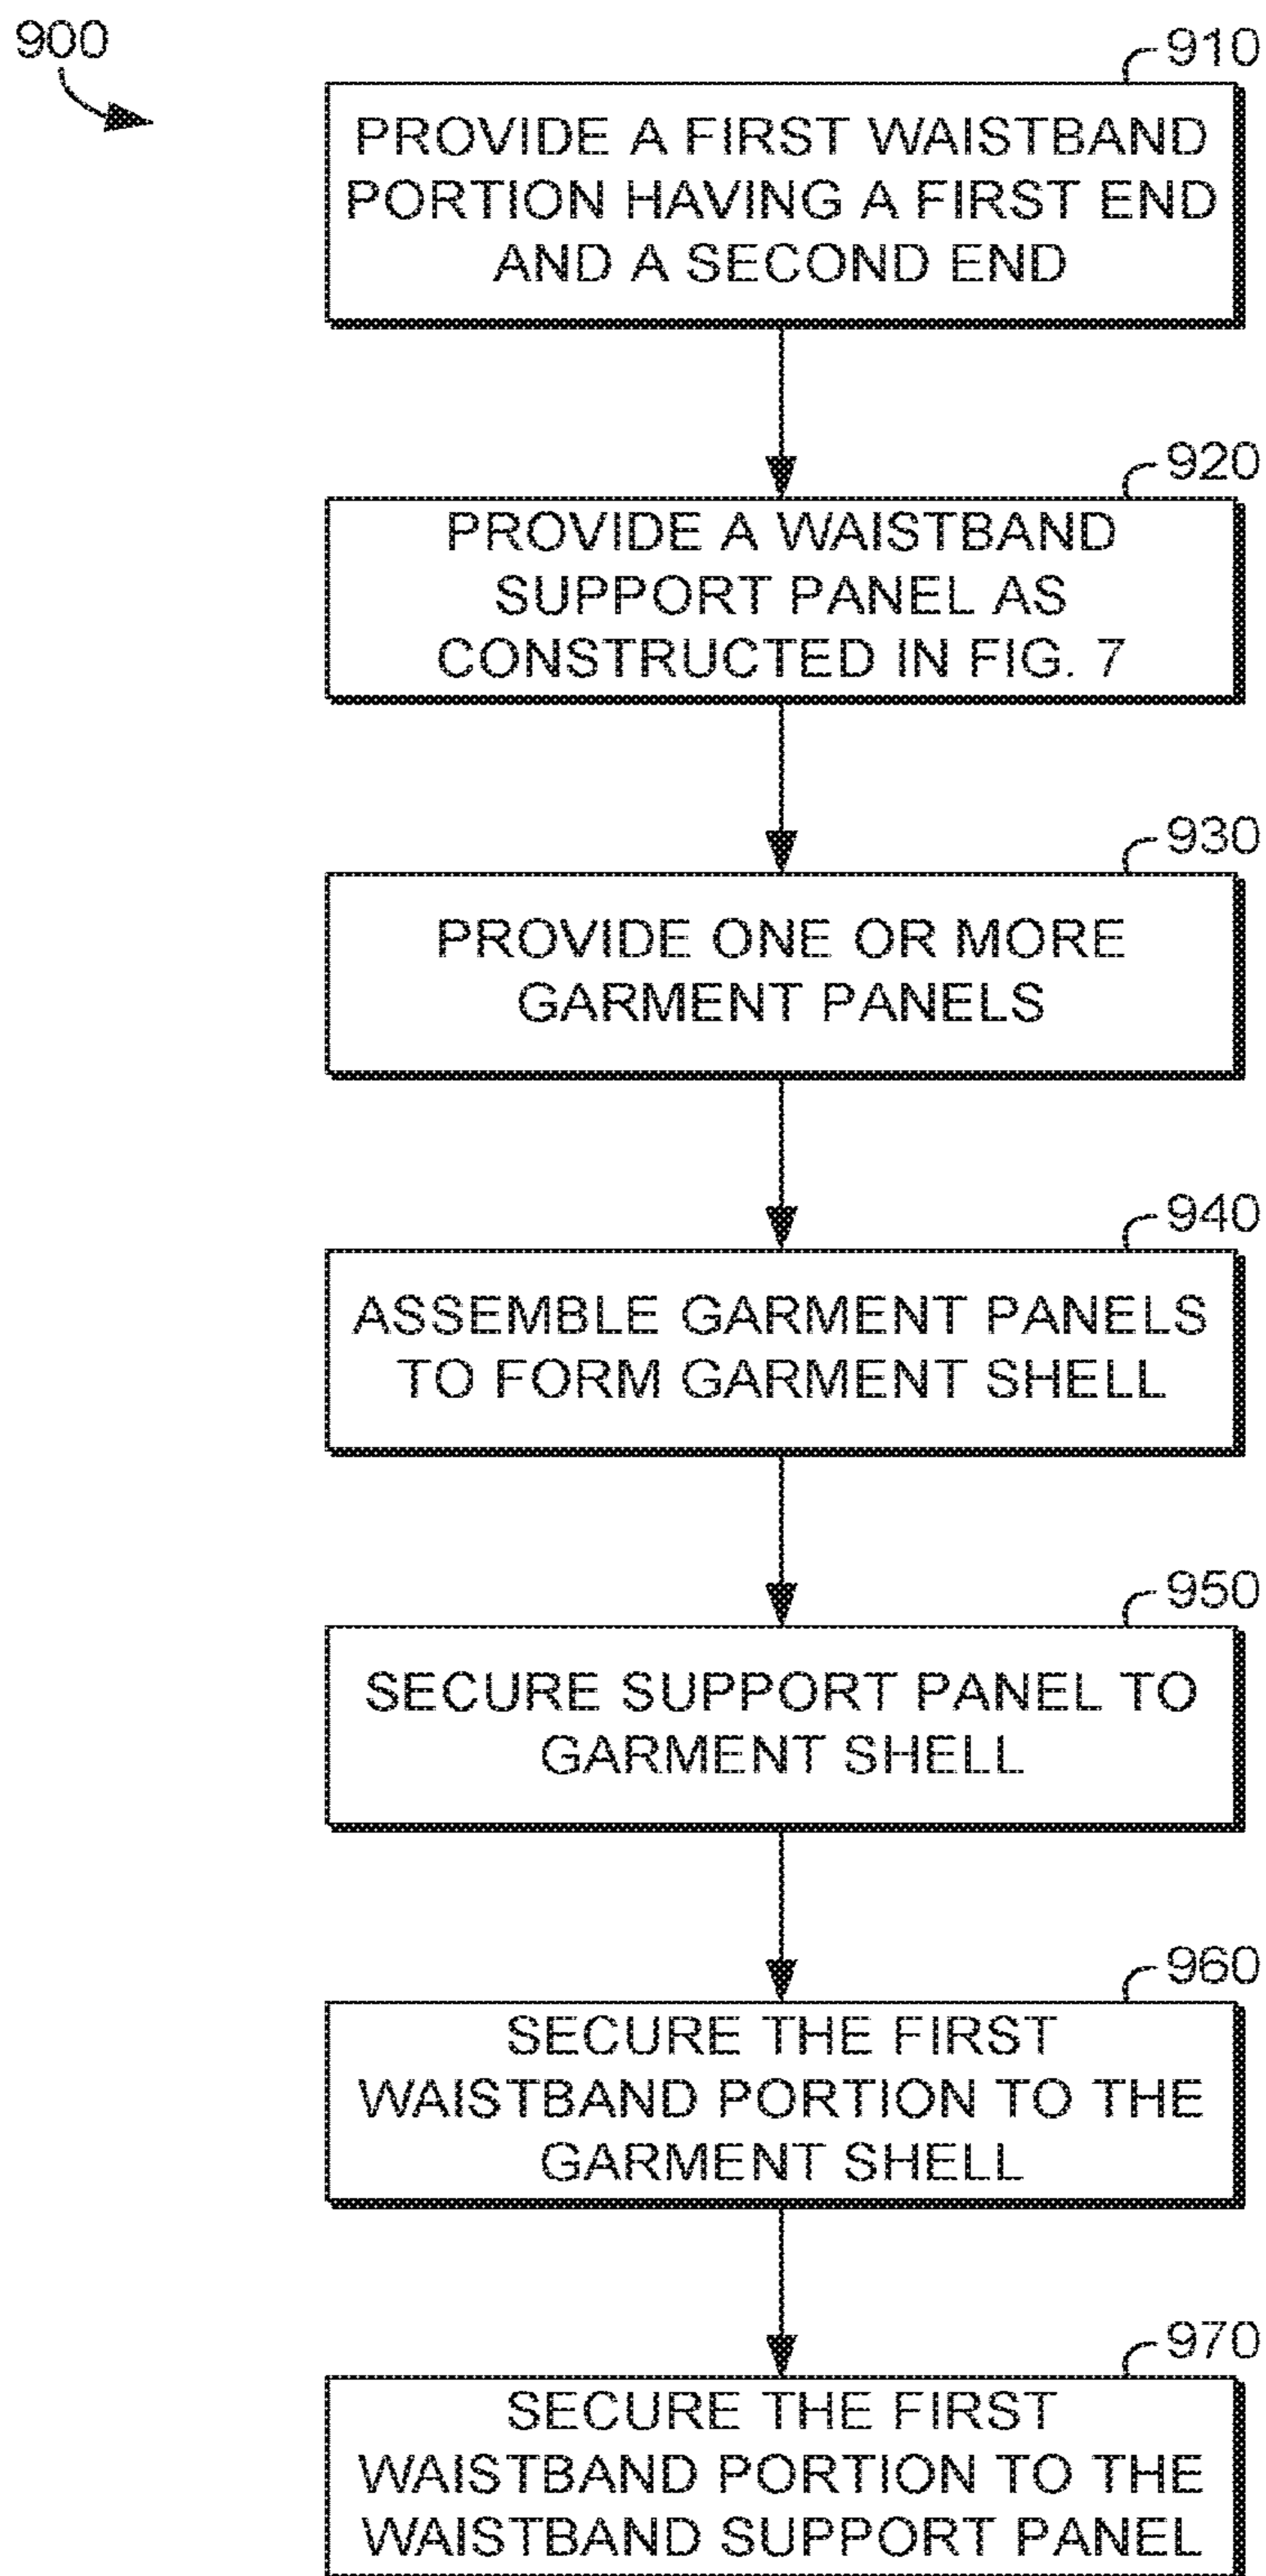 900
910
PROVIDE A FIRST WAISTBAND
PORTION HAVING A FIRST END
AND A SECOND END
920
PROVIDE A WAISTBAND
SUPPORT PANEL AS
CONSTRUCTED IN FIG. 7
930
PROVIDE ONE OR MORE
GARMENT PANELS
940
ASSEMBLE GARMENT PANELS
TO FORM GARMENT SHELL
950
SECURE SUPPORT PANEL TO
GARMENT SHELL
960
SECURE THE FIRST
WAISTBAND PORTION TO THE
GARMENT SHELL
970
SECURE THE FIRST
WAISTBAND PORTION TO THE
WAISTBAND SUPPORT PANEL